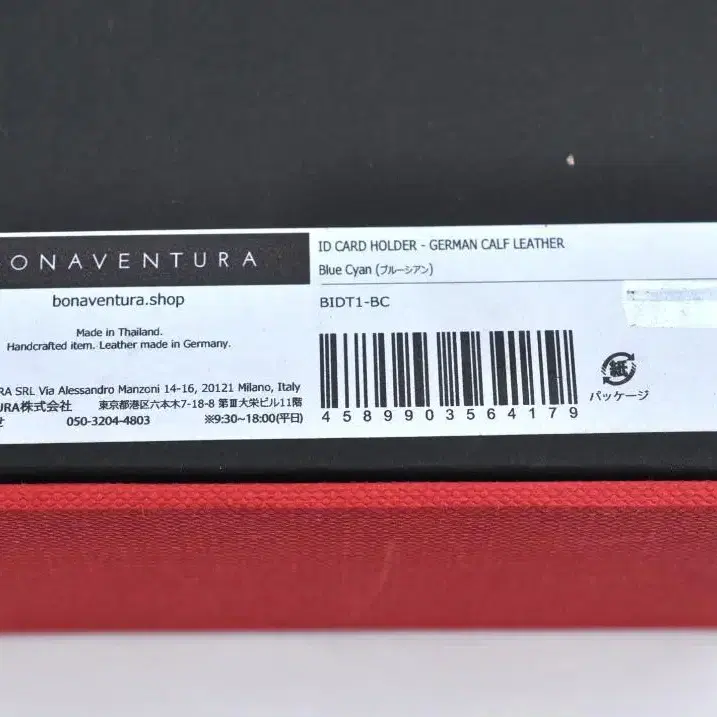 BONAVENTURA
bonaventura.shop
Made in Thailand.
Handcrafted item. Leather made in Germany.
SRL Via Alessandro Manzoni 14-16, 20121 Milano, Italy
株式会社 東京都港区六本木7-18-8 第Ⅲ大栄ビル11階
050-3204-4803 ※9:30~18:00(平日)
ID CARD HOLDER - GERMAN CALF LEATHER
Blue Cyan (ブルーシアン)
BIDT1-BC
4589903564179
紙
パッケージ